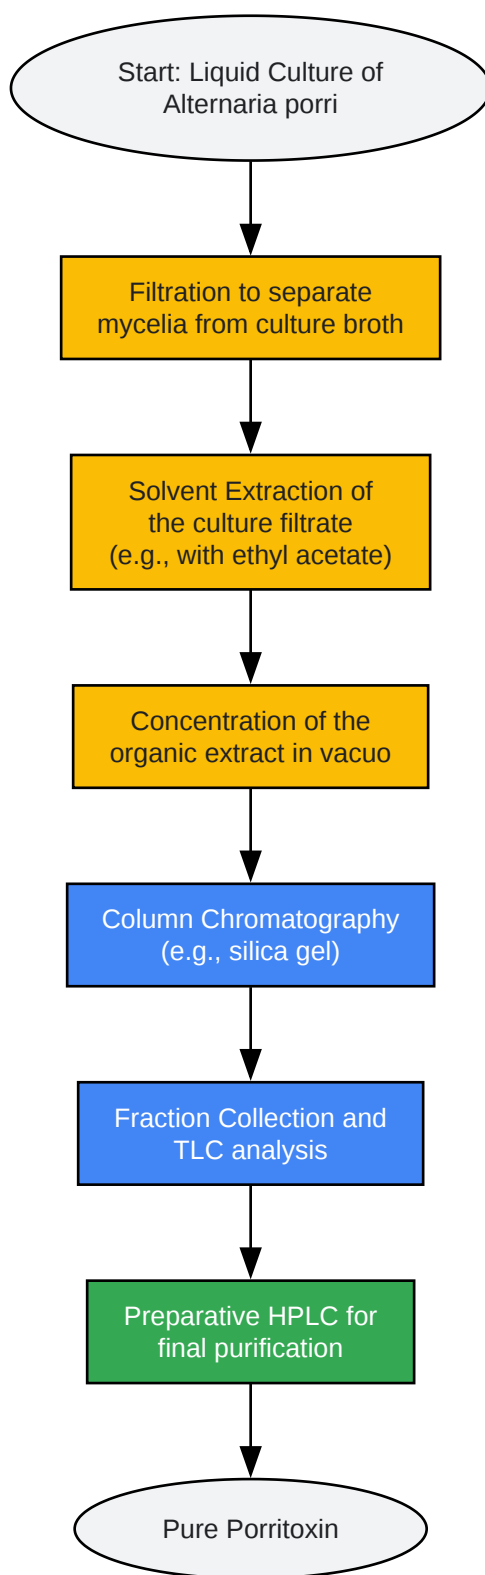 Start: Liquid Culture of
Alternaria porri
Filtration to separate
mycelia from culture broth
Solvent Extraction of
the culture filtrate
(e.g., with ethyl acetate)
Concentration of the
organic extract in vacuo
Column Chromatography
(e.g., silica gel)
Fraction Collection and
TLC analysis
Preparative HPLC for
final purification
Pure Porritoxin